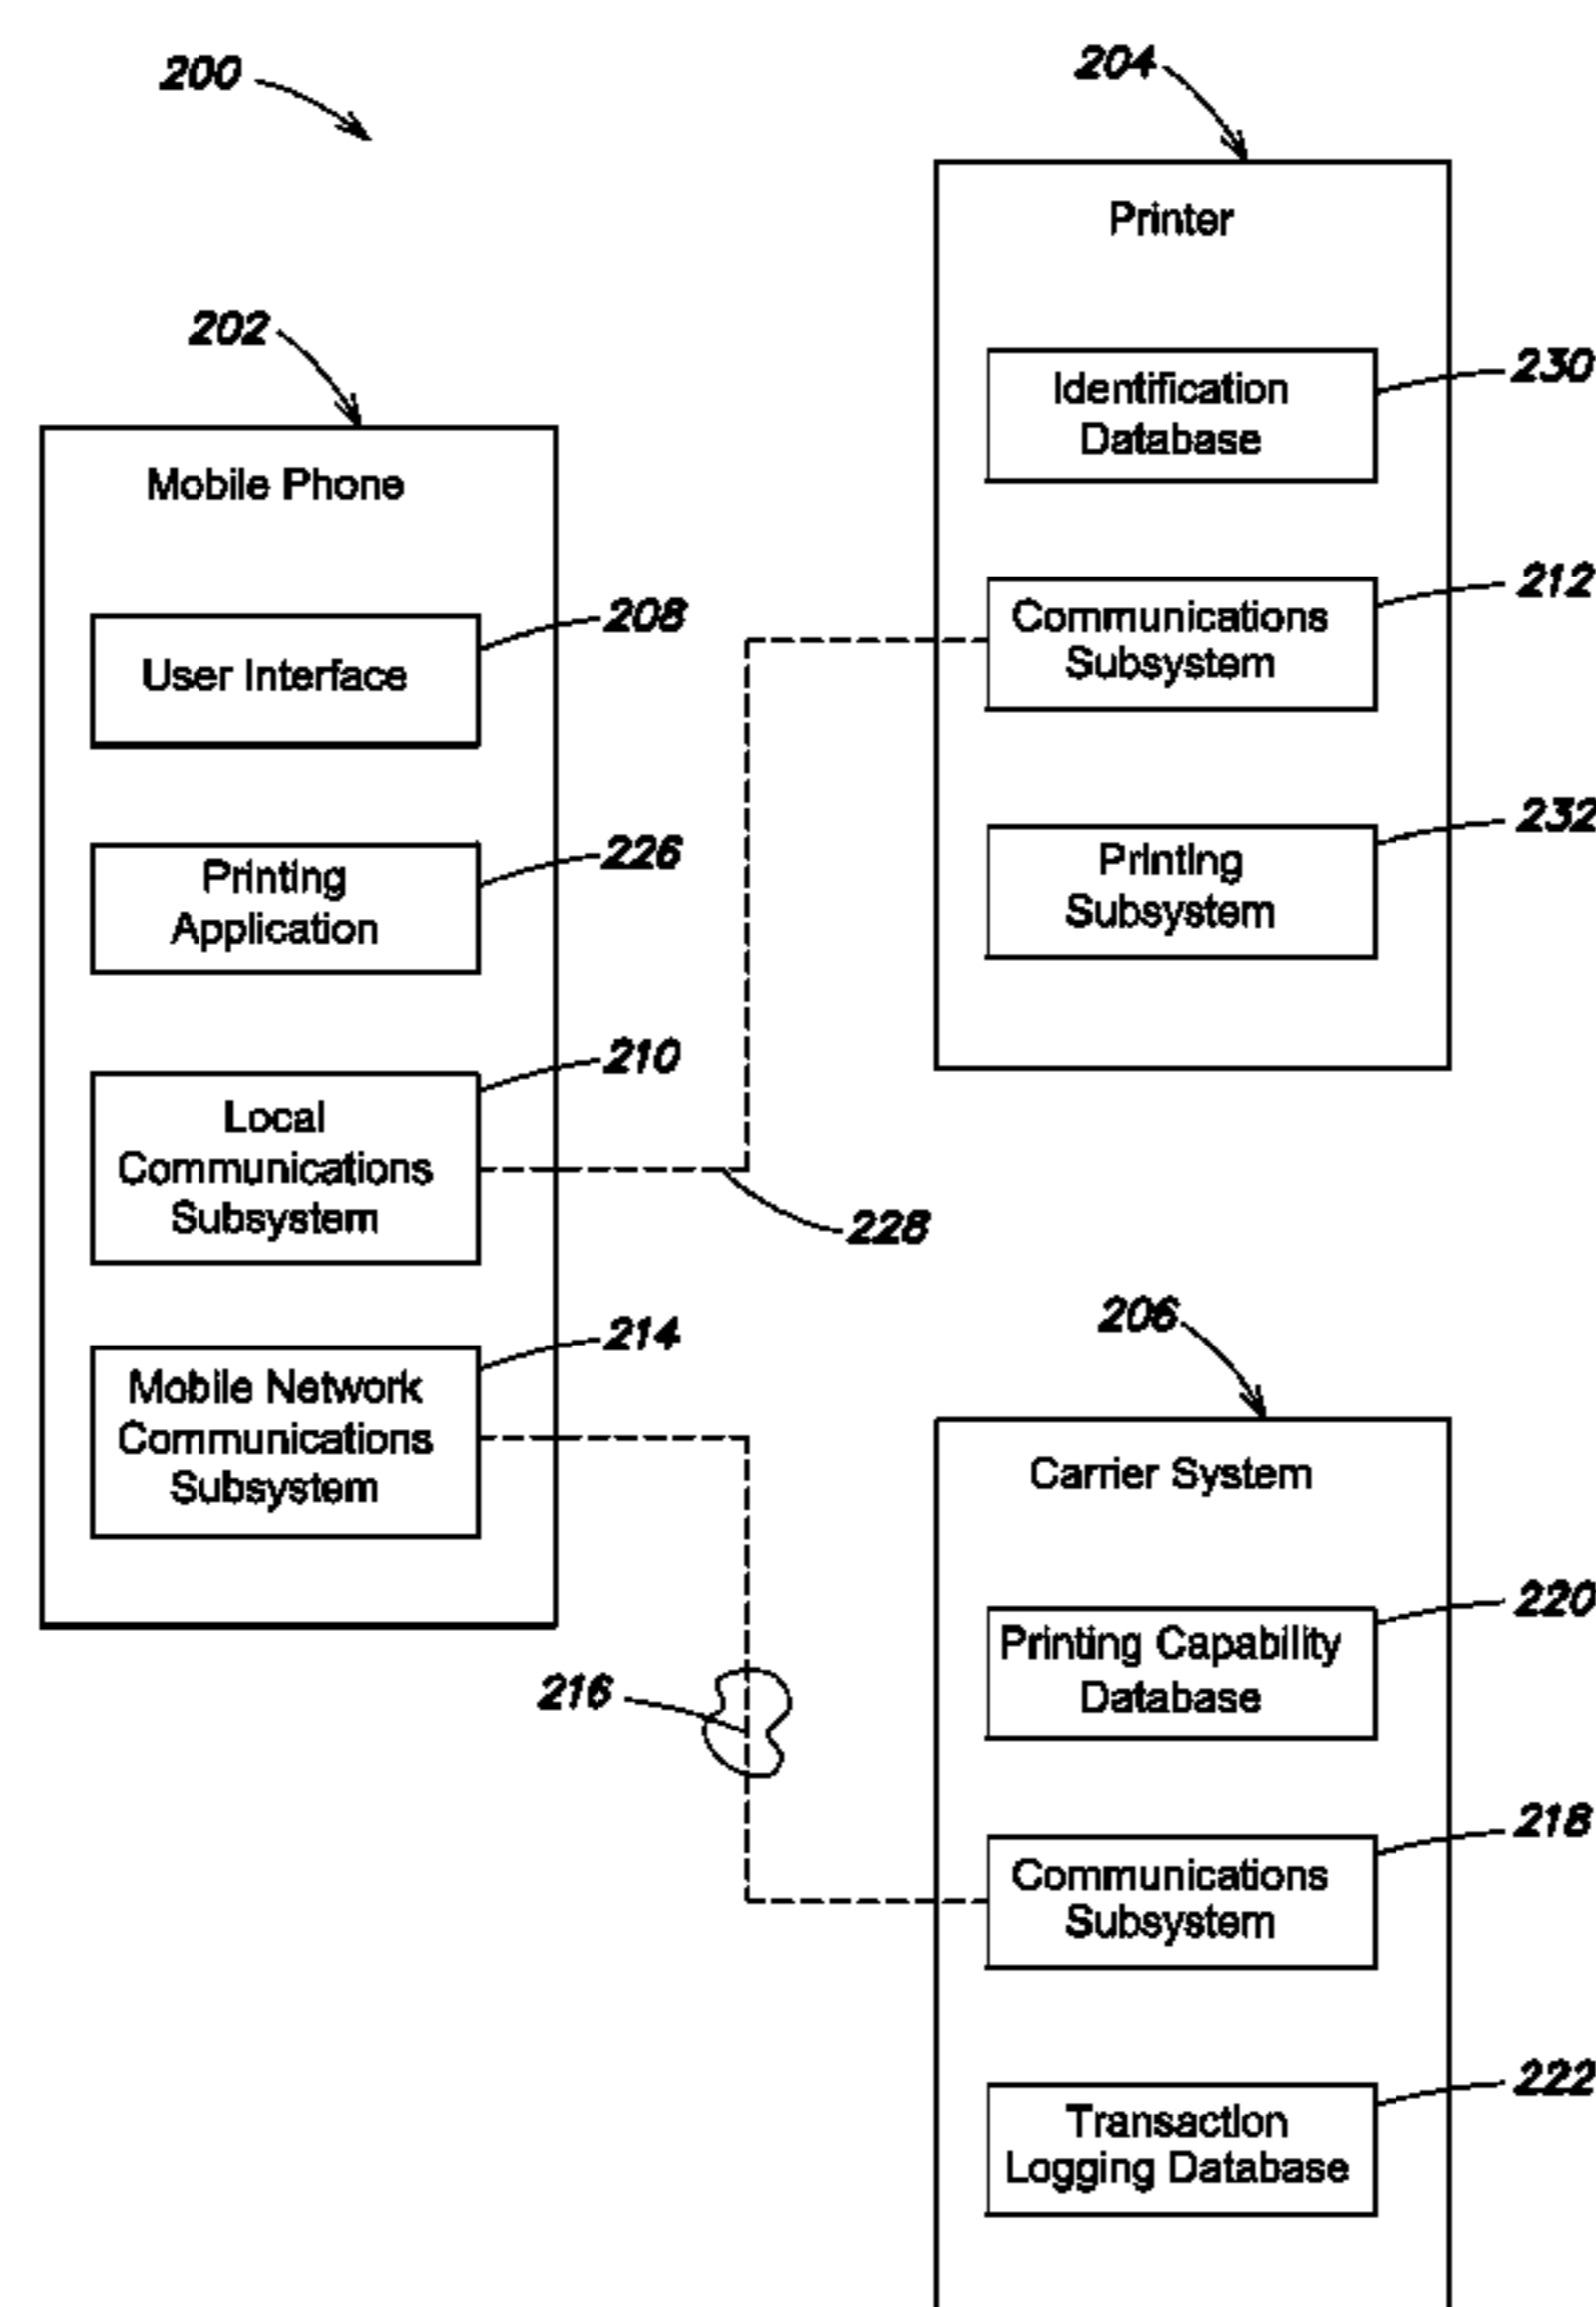 200
204
Printer
202
230
Identification
Database
Mobile Phone
212
Communications
Subsystem
208
User Interface
232
Printing
Subsystem
226
Printing
Application
210
Local
Communications
Subsystem
228
206
214
Mobile Network
Communications
Subsystem
Carrier System
220
Printing Capability
Database
216
218
Communications
Subsystem
222
Transaction
Logging Database